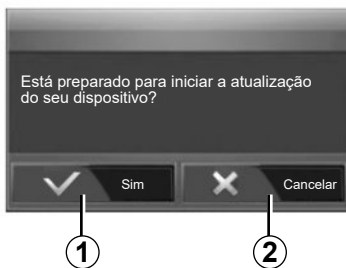 Está preparado para iniciar a atualização
do seu dispositivo?
Sim
Cancelar
1
2